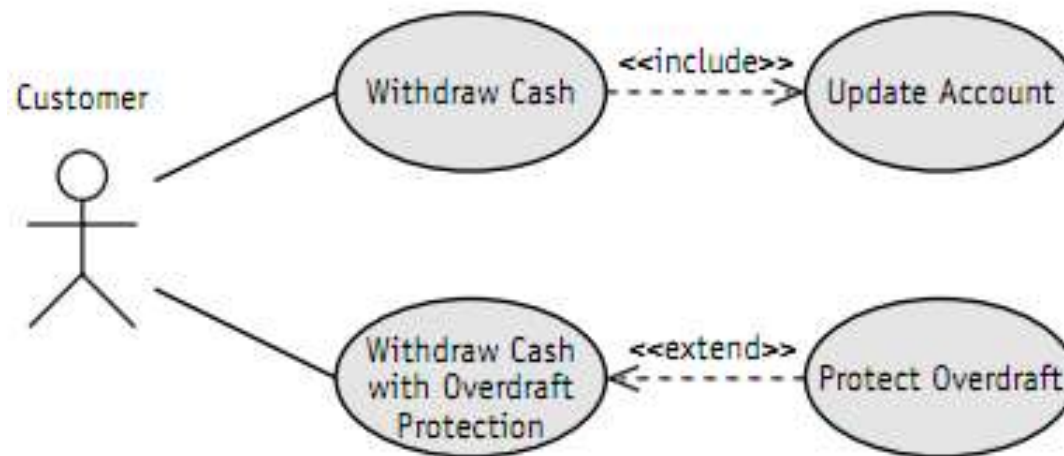 Customer
Withdraw Cash
<<include>>
Update Account
Withdraw Cash
with Overdraft
Protection
<<extend>>
Protect Overdraft